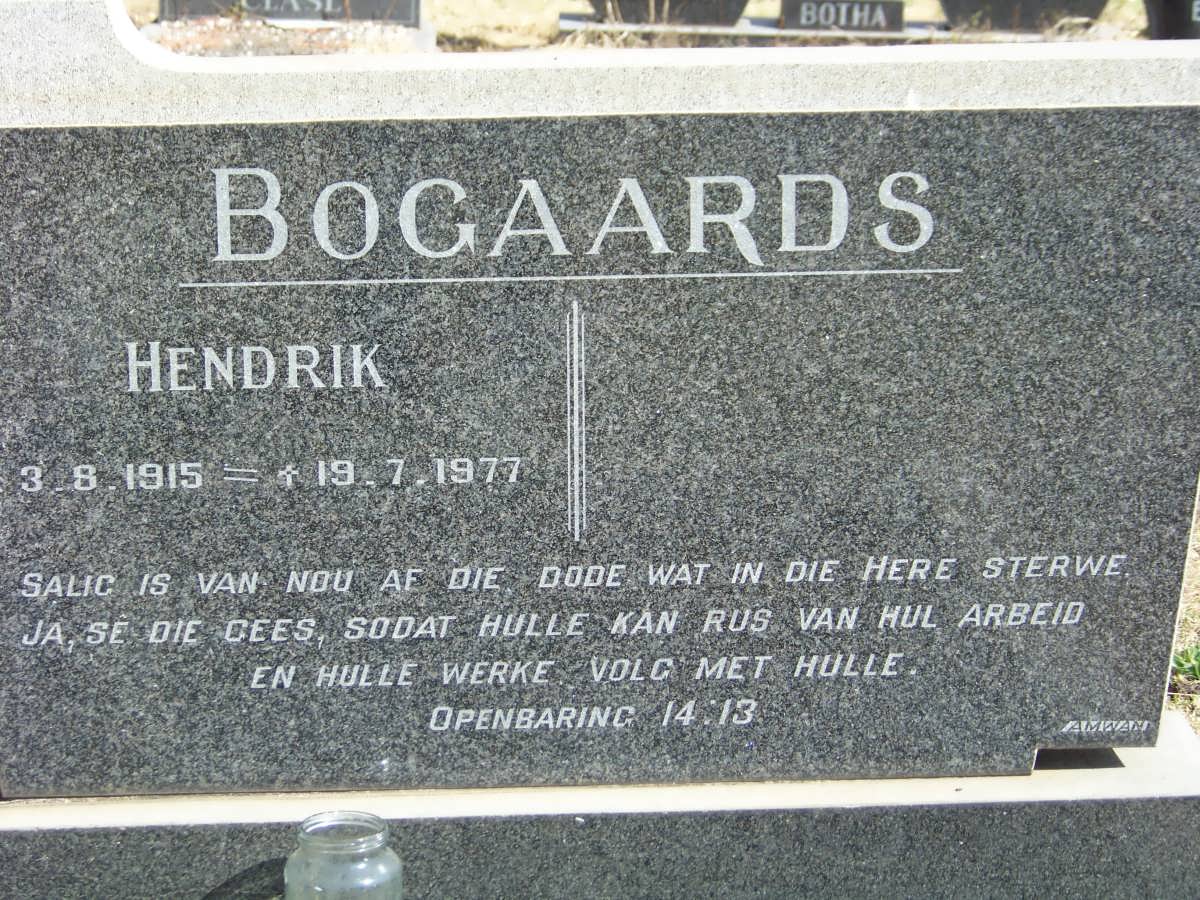 BOTHA
BOGAARDS
HENDRIK
3.8.1915 = + 19.7.1977
SALIG IS VAN NOU AF DIE DODE WAT IN DIE HERE STERWE.
JA, SÊ DIE GEES, SODAT HULLE KAN RUS VAN HUL ARBEID
EN HULLE WERKE VOLG MET HULLE.
OPENBARING 14:13
AMWAN